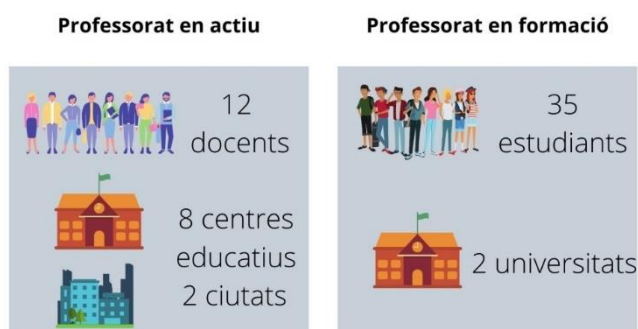 Professorat en actiu
12
docents
8 centres
educatius
2 ciutats
Professorat en formació
35
estudiants
2 universitats